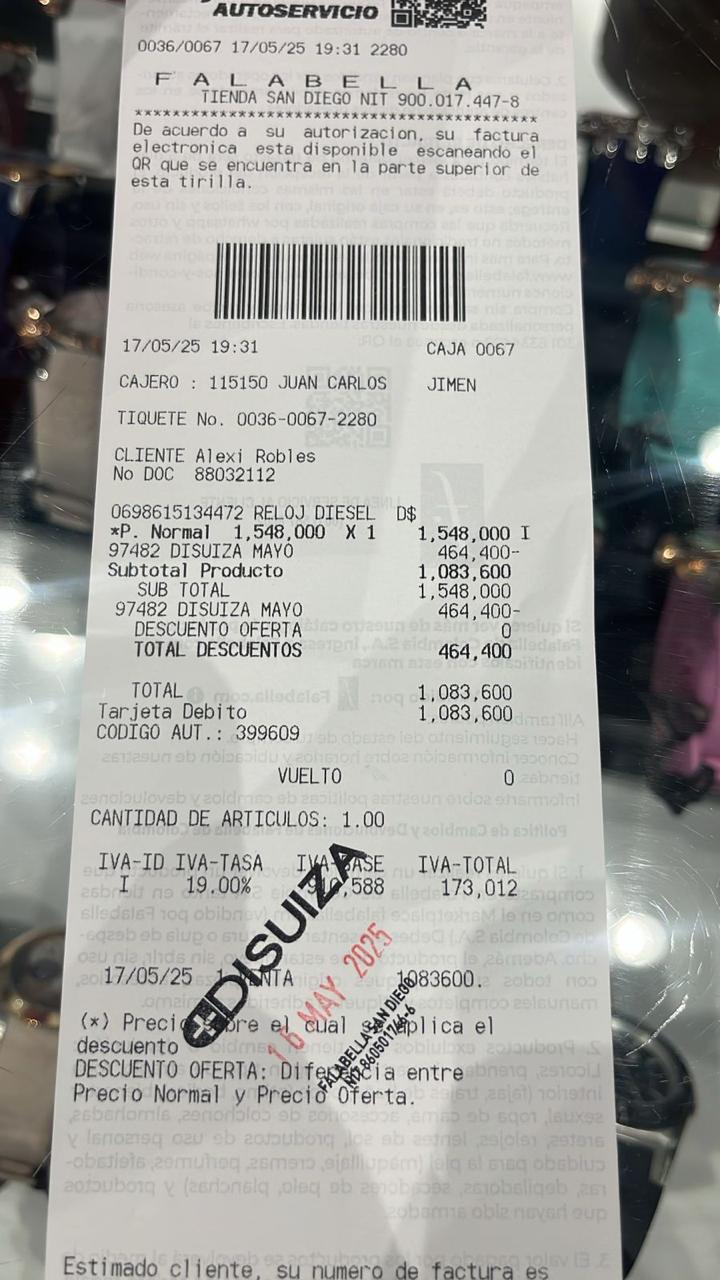 AUTOSERVICIO
0036/0067 17/05/25 19:31 2280
F A L A B E L L A
TIENDA SAN DIEGO NIT 900.017.447-8
******************************************
De acuerdo a su autorizacion, su factura
electronica esta disponible escaneando el
QR que se encuentra en la parte superior de
esta tirilla.
17/05/25 19:31 CAJA 0067
CAJERO : 115150 JUAN CARLOS JIMEN
TIQUETE No. 0036-0067-2280
CLIENTE Alexi Robles
No DOC 88032112
0698615134472 RELOJ DIESEL D$
*P. Normal 1,548,000 X 1 1,548,000 I
97482 DISUIZA MAYO 464,400-
Subtotal Producto 1,083,600
SUB TOTAL 1,548,000
97482 DISUIZA MAYO 464,400-
DESCUENTO OFERTA 0
TOTAL DESCUENTOS 464,400
TOTAL 1,083,600
Tarjeta Debito 1,083,600
CODIGO AUT.: 399609
VUELTO 0
CANTIDAD DE ARTICULOS: 1.00
IVA-ID IVA-TASA IVA-BASE IVA-TOTAL
I 19.00% 910,588 173,012
DISUIZA
16 MAY 2025
FALABELLA SAN DIEGO
17/05/25 1 1083600.
(*) Precio sobre el cual se aplica el
descuento
DESCUENTO OFERTA: Diferencia entre
Precio Normal y Precio Oferta.
Estimado cliente, su numero de factura es